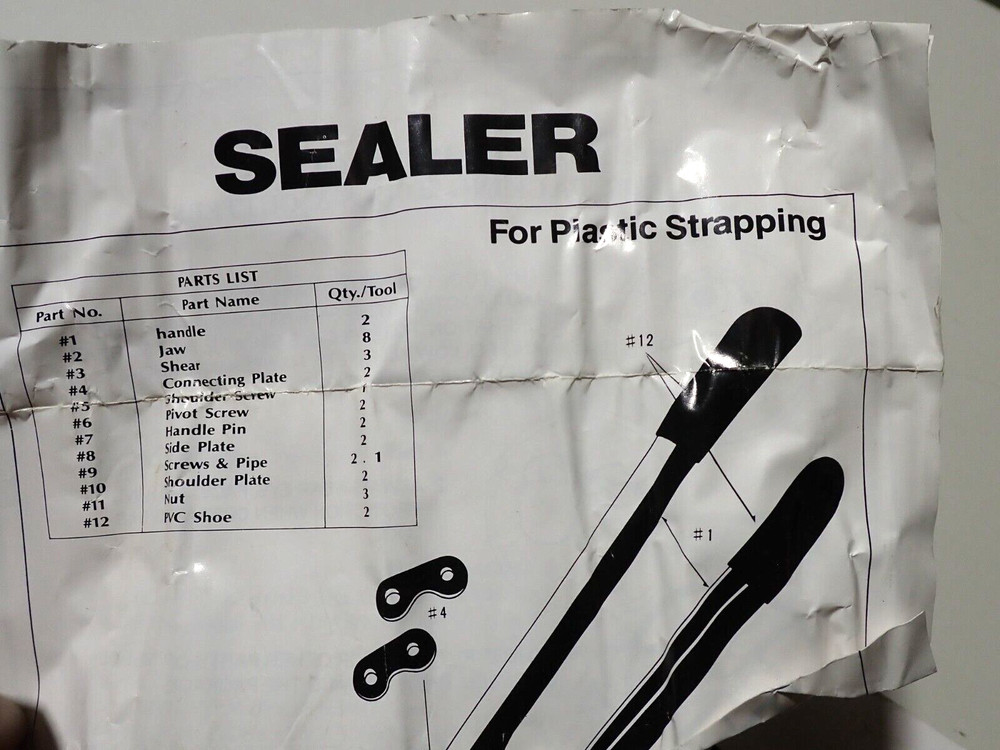 SEALER
For Plastic Strapping
PARTS LIST
Part No. Part Name Qty./Tool
#1 handle 2
#2 Jaw 8
#3 Shear 3
#4 Connecting Plate 2
#5 Shoulder Screw
#6 Pivot Screw 2
#7 Handle Pin 2
#8 Side Plate 2
#9 Screws & Pipe 2 . 1
#10 Shoulder Plate 2
#11 Nut 3
#12 PVC Shoe 2
#12
#1
#4